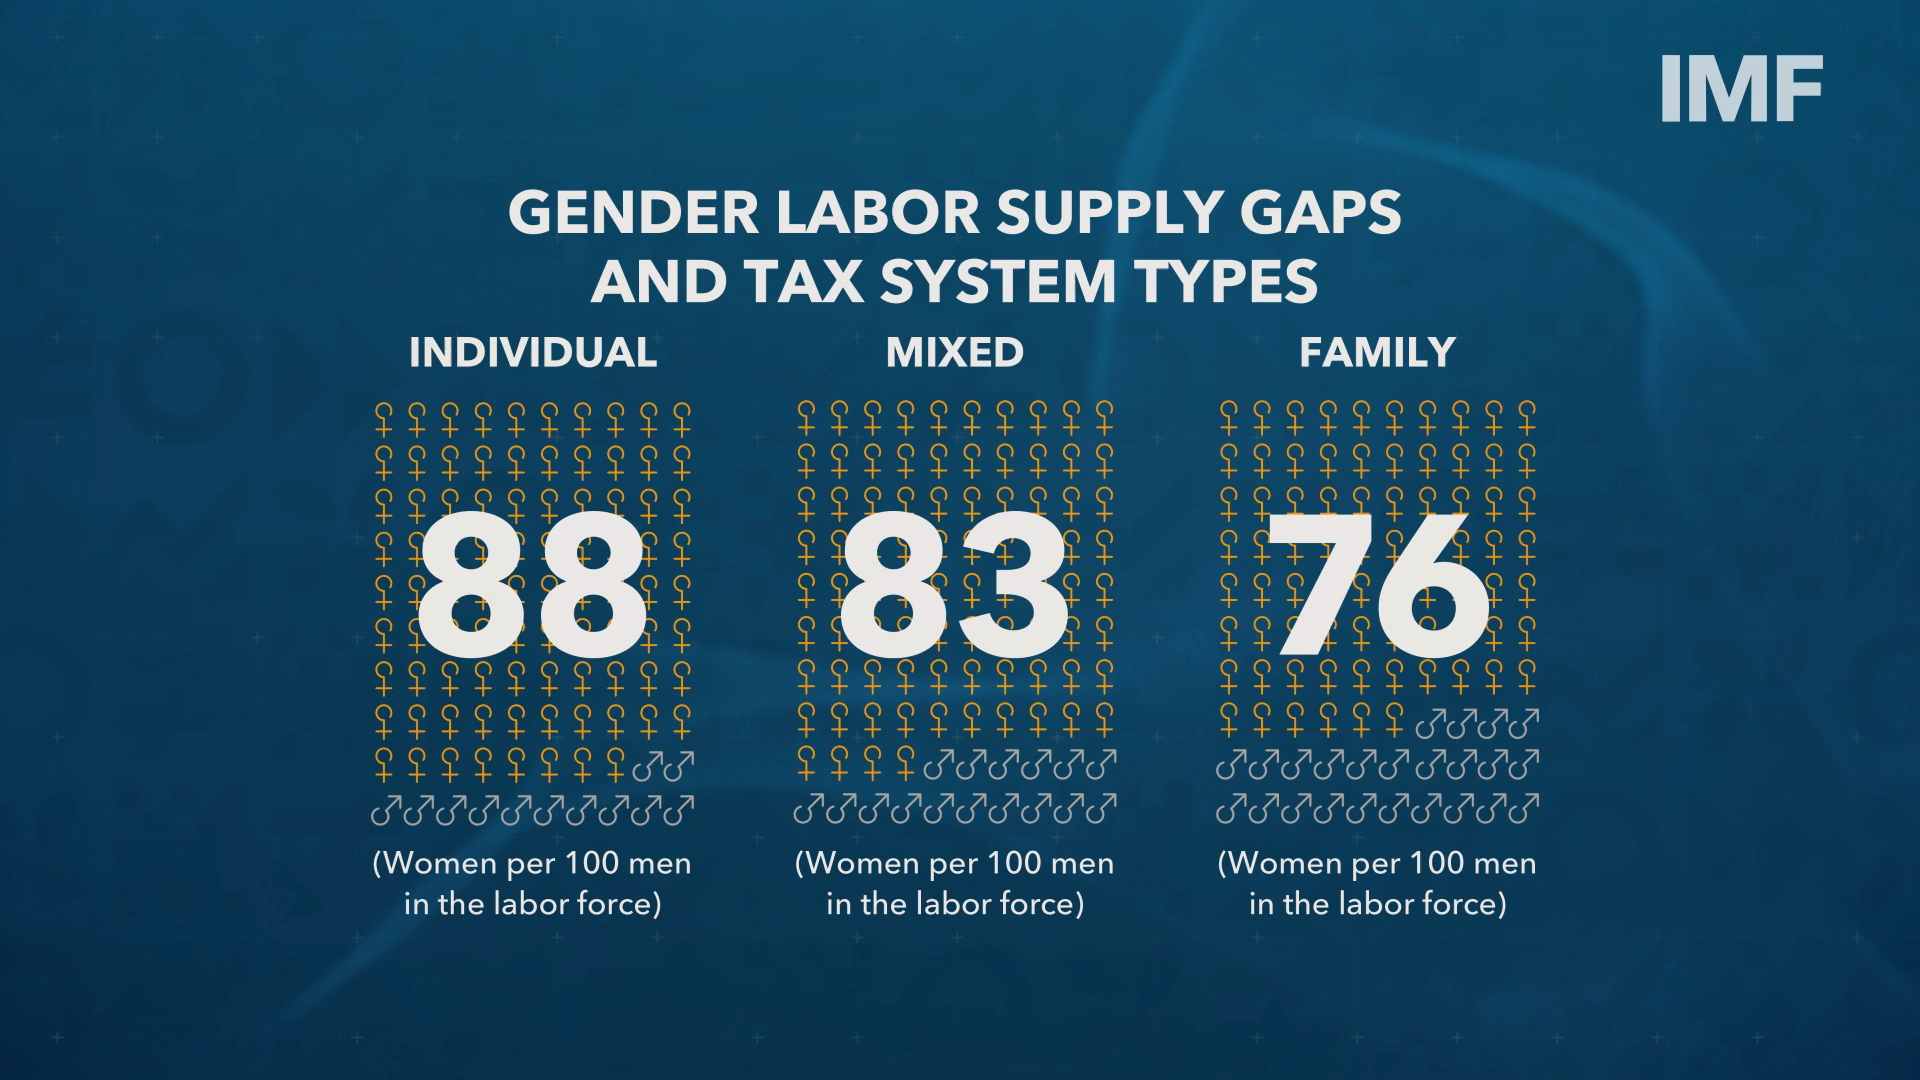 IMF
GENDER LABOR SUPPLY GAPS
AND TAX SYSTEM TYPES
INDIVIDUAL
MIXED
FAMILY
88
83
76
(Women per 100 men
in the labor force)
(Women per 100 men
in the labor force)
(Women per 100 men
in the labor force)